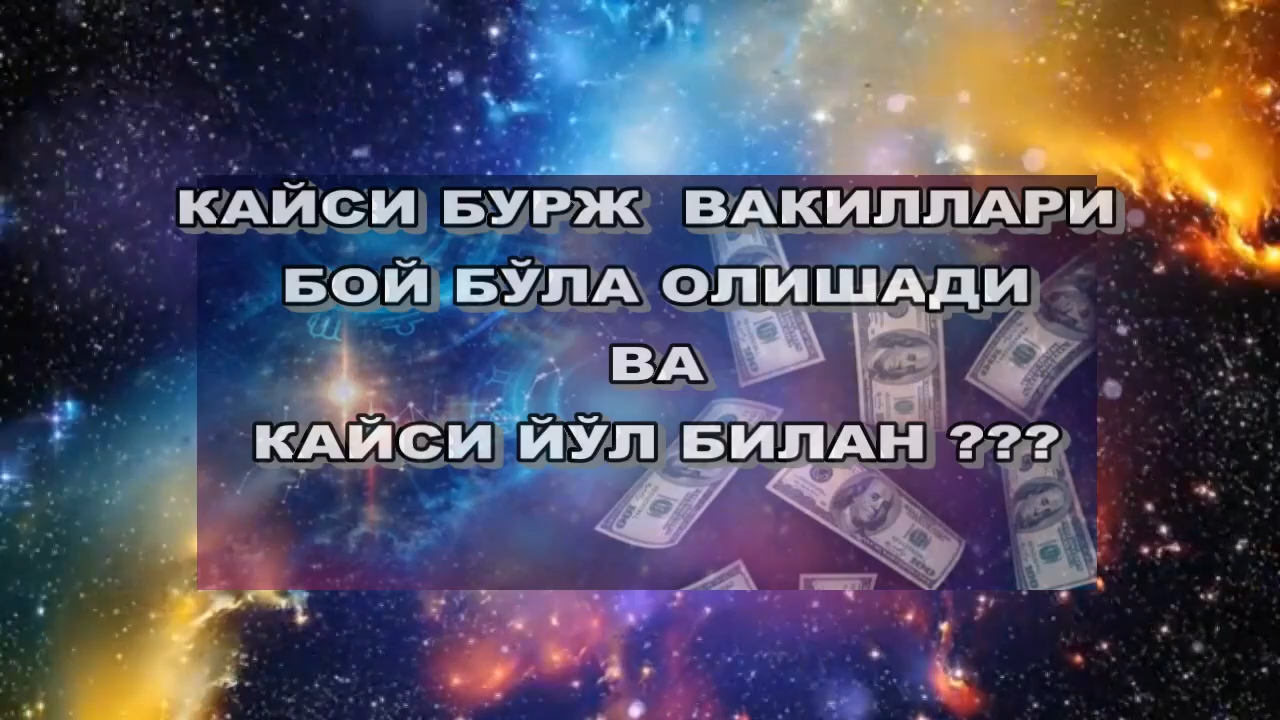 КАЙСИ БУРЖ ВАКИЛЛАРИ
БОЙ БЎЛА ОЛИШАДИ
ВА
КАЙСИ ЙЎЛ БИЛАН ???